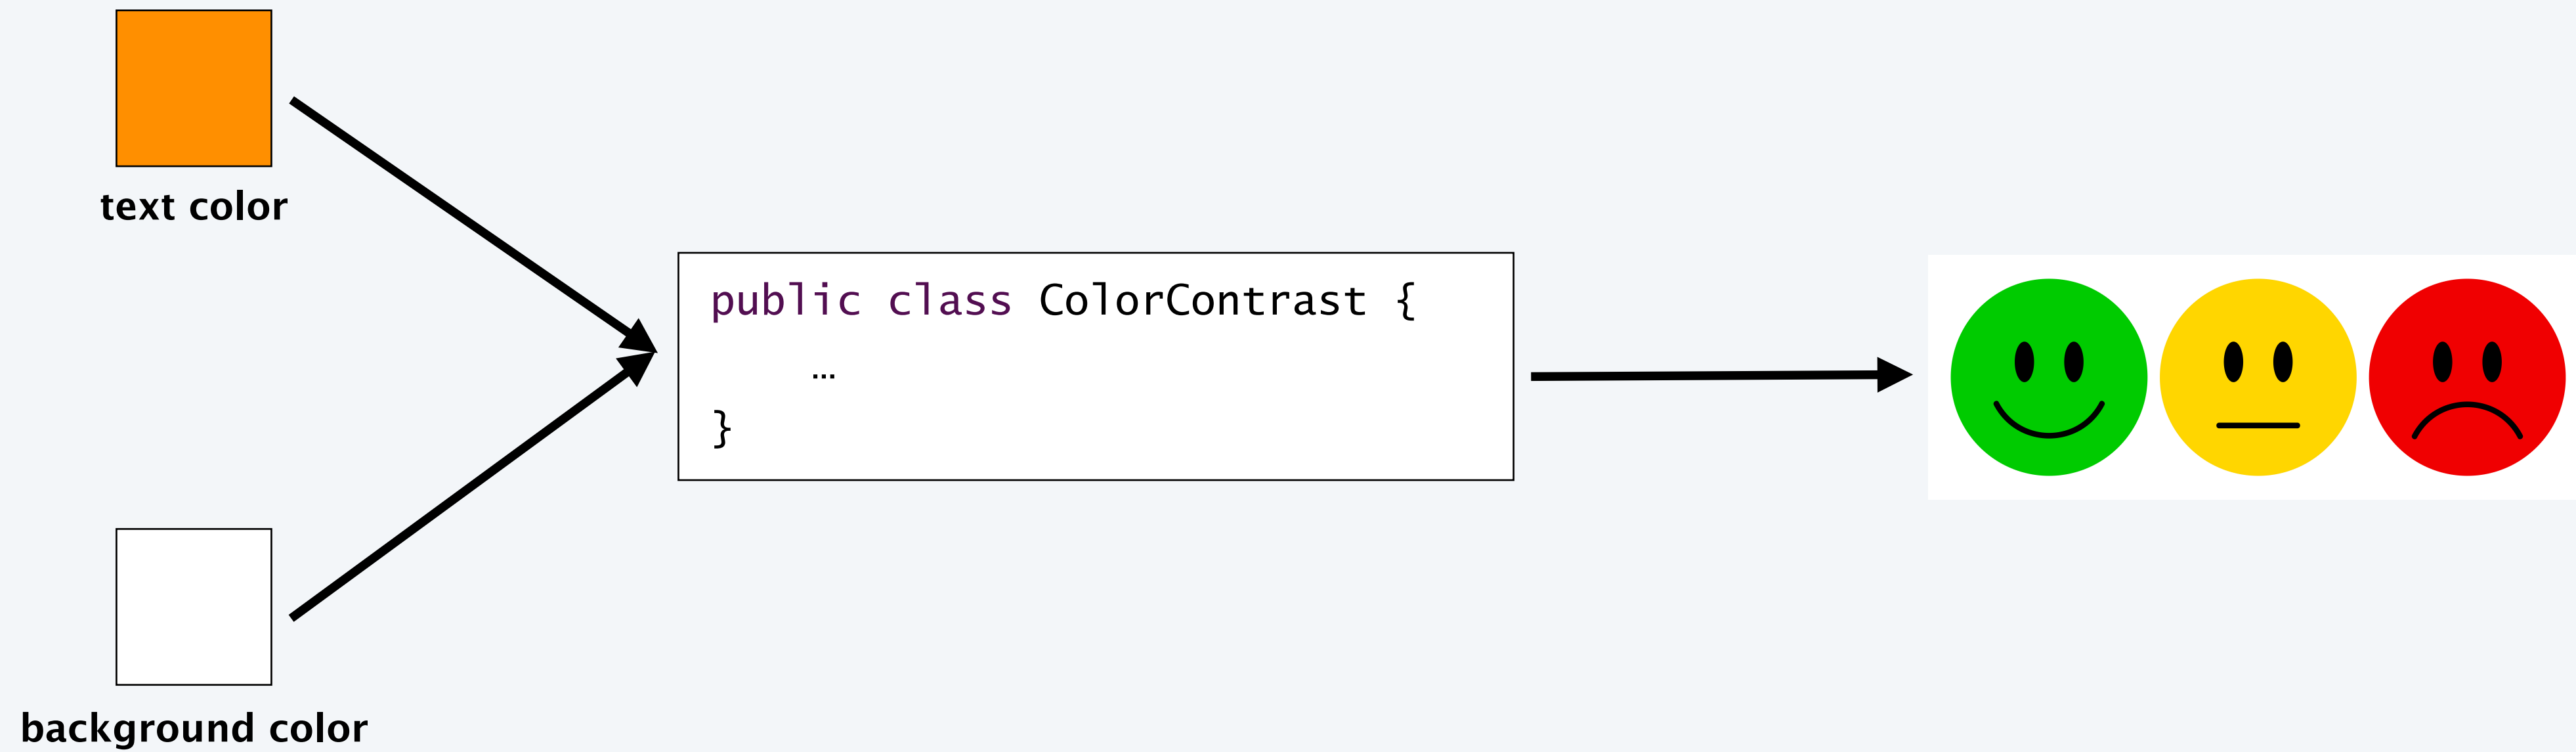 text color
public class ColorContrast {
…
}
background color